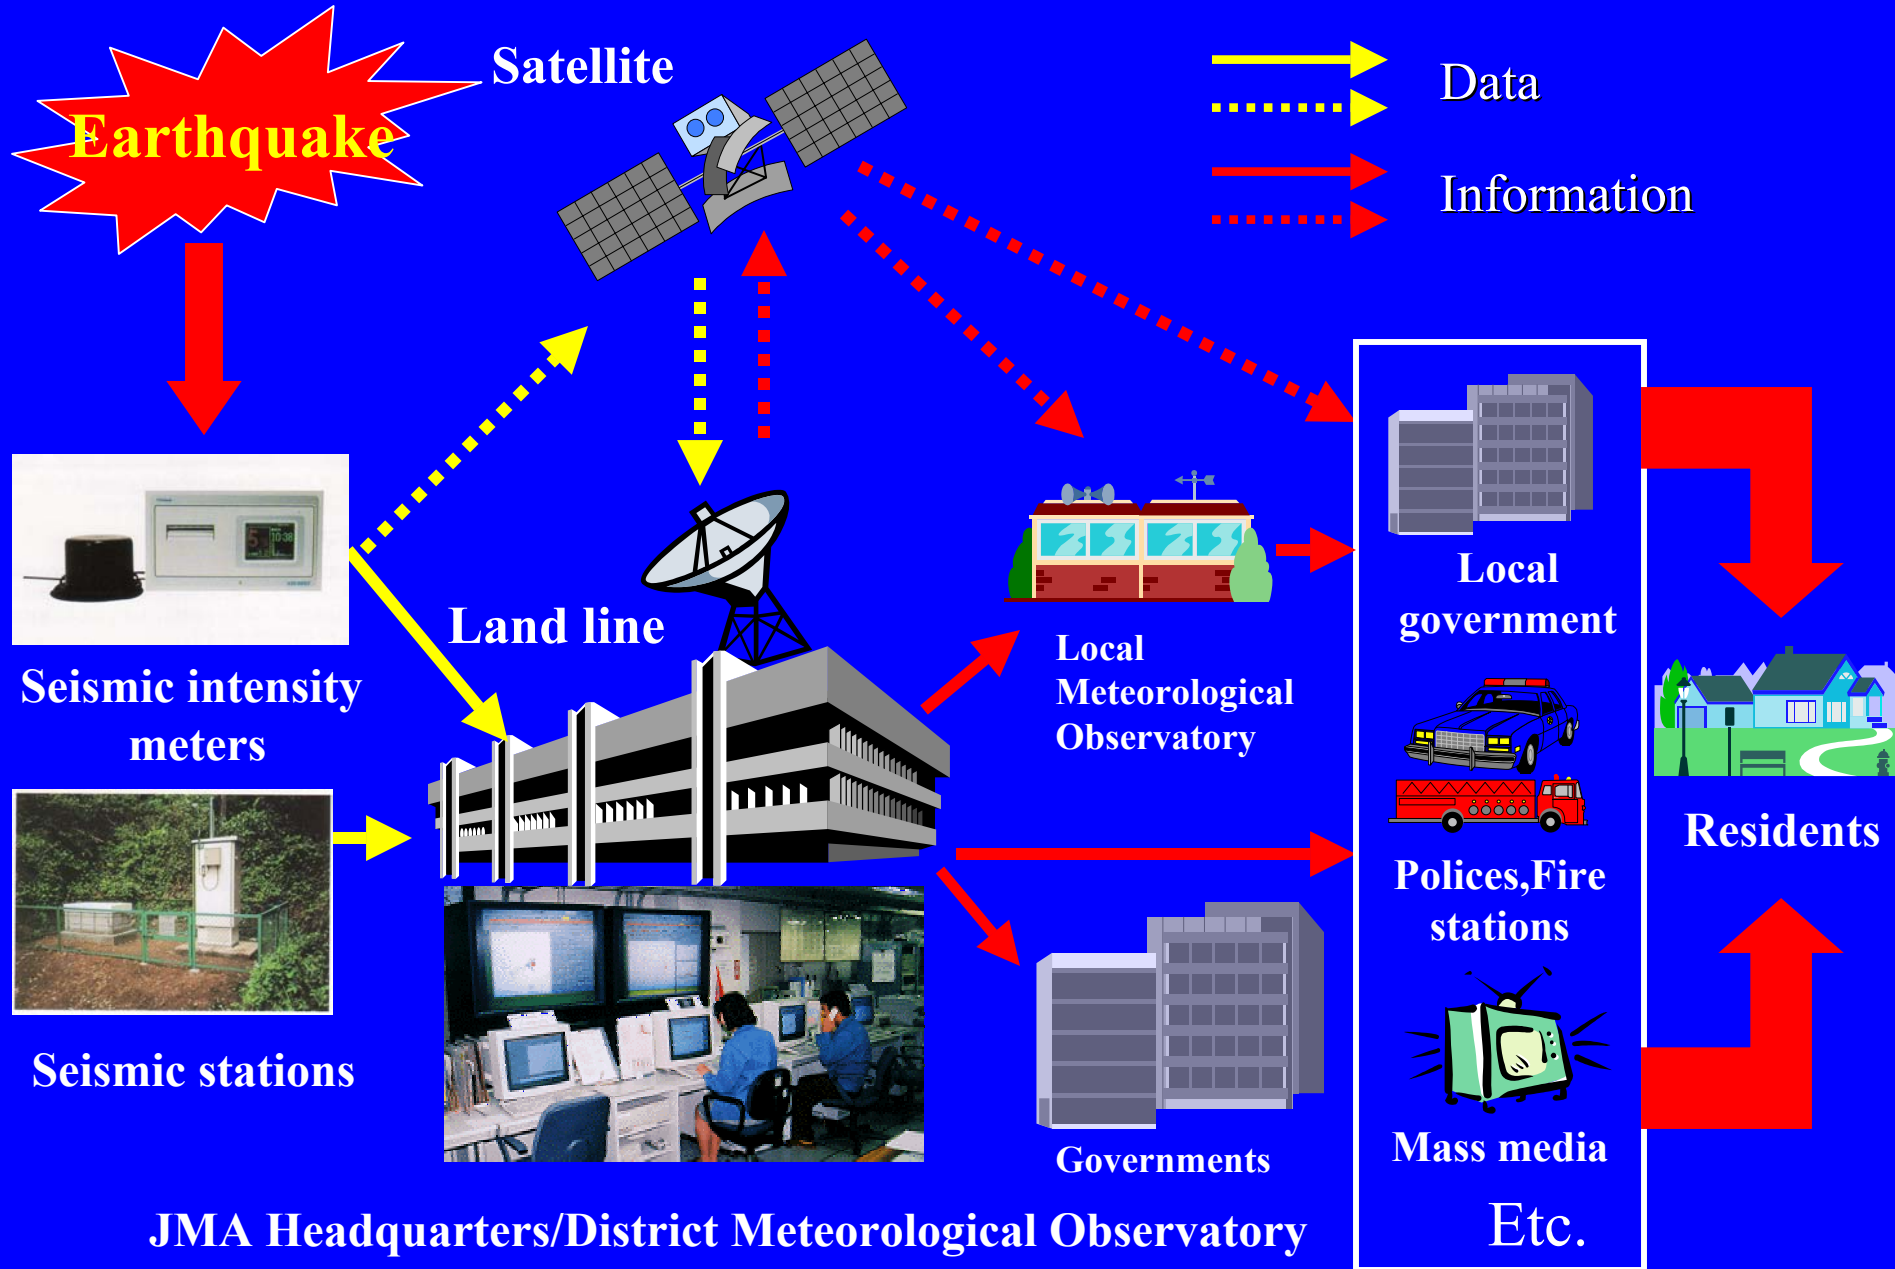 Earthquake
Satellite
Data
Information
Land line
Seismic intensity
meters
Seismic stations
Local
Meteorological
Observatory
Governments
Local
government
Polices,Fire
stations
Mass media
Etc.
Residents
JMA Headquarters/District Meteorological Observatory